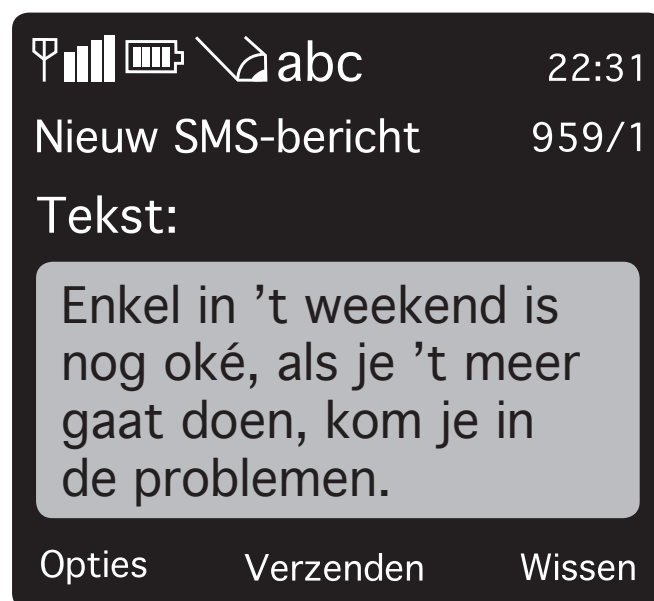 abc 22:31
Nieuw SMS-bericht 959/1
Tekst:
Enkel in ’t weekend is
nog oké, als je ’t meer
gaat doen, kom je in
de problemen.
Opties Verzenden Wissen